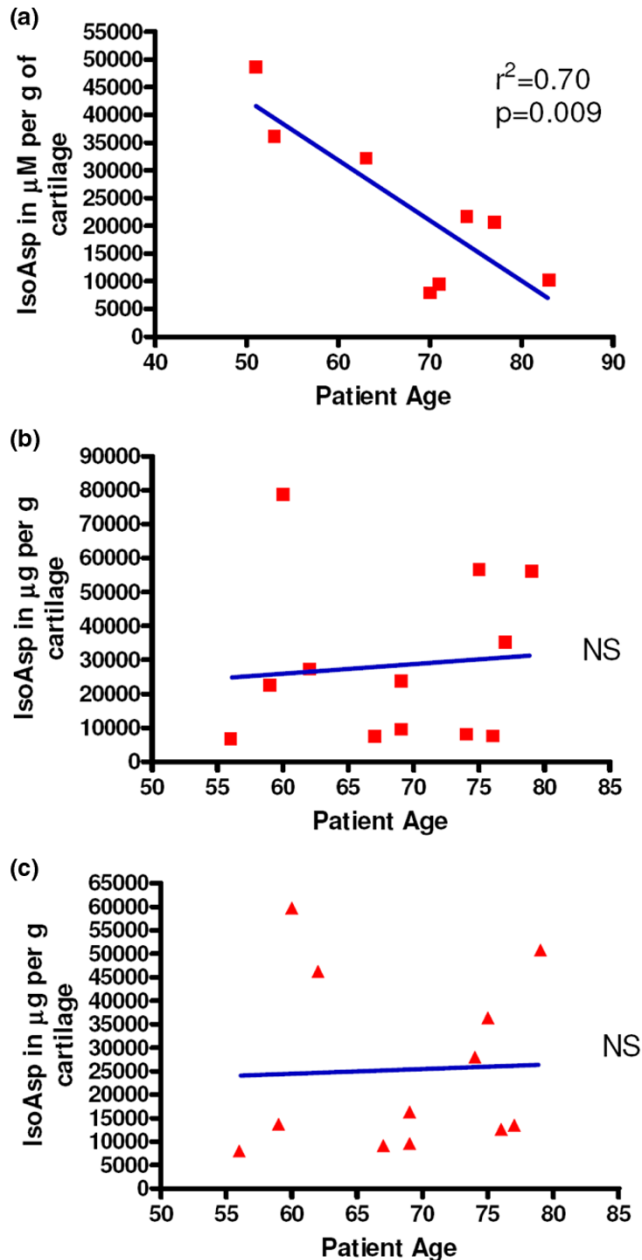 (a)
55000
50000
45000
40000
35000
30000
25000
20000
15000
10000
5000
0
IsoAsp in μM per g of
cartilage
r²=0.70
p=0.009
40 50 60 70 80 90
Patient Age
(b)
90000
80000
70000
60000
50000
40000
30000
20000
10000
0
IsoAsp in μg per g
cartilage
NS
50 55 60 65 70 75 80 85
Patient Age
(c)
65000
60000
55000
50000
45000
40000
35000
30000
25000
20000
15000
10000
5000
0
IsoAsp in μg per g
cartilage
NS
50 55 60 65 70 75 80 85
Patient Age